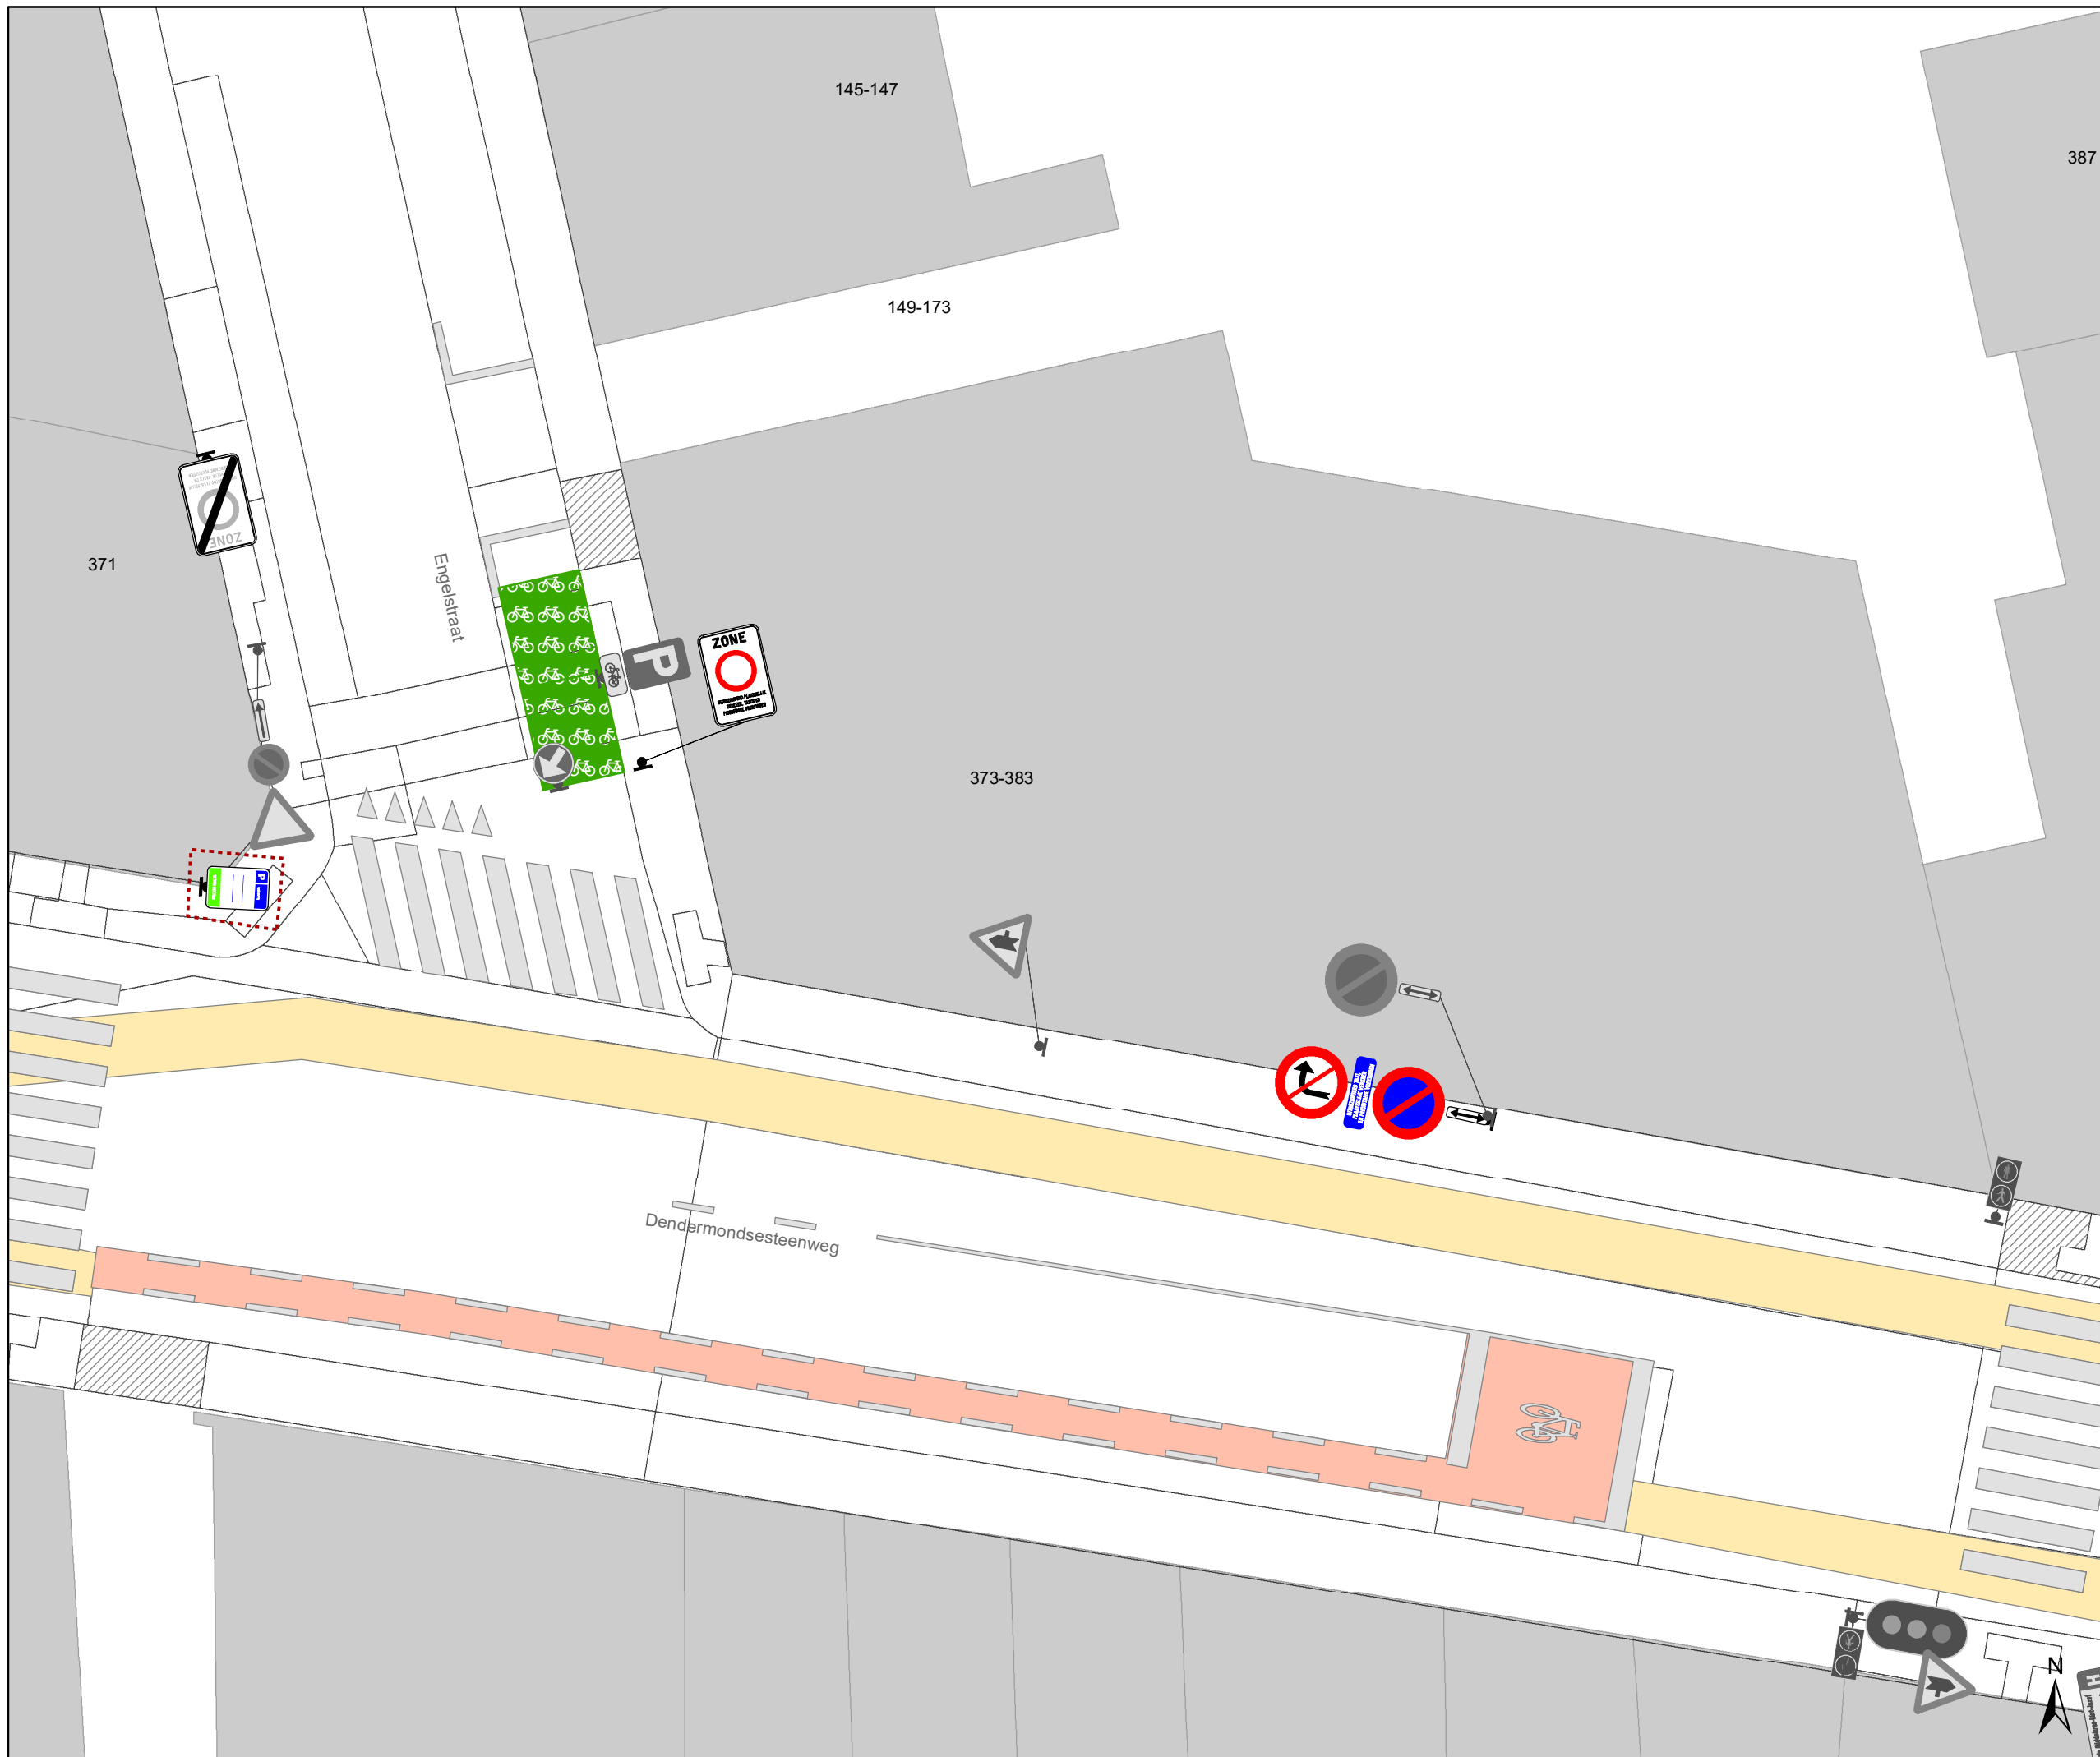 145-147
387
149-173
ZONE
371
Engelstraat
P
ZONE
373-383
P
Dendermondsesteenweg
N
H